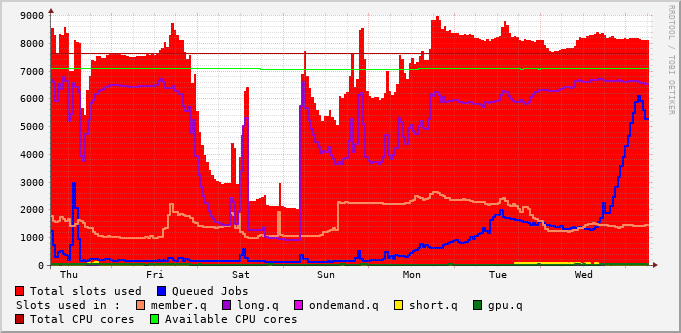 9000
8000
7000
6000
5000
4000
3000
2000
1000
0
Thu Fri Sat Sun Mon Tue Wed
RRDTOOL / TOBI OETIKER
Total slots used Queued Jobs
Slots used in : member.q long.q ondemand.q short.q gpu.q
Total CPU cores Available CPU cores